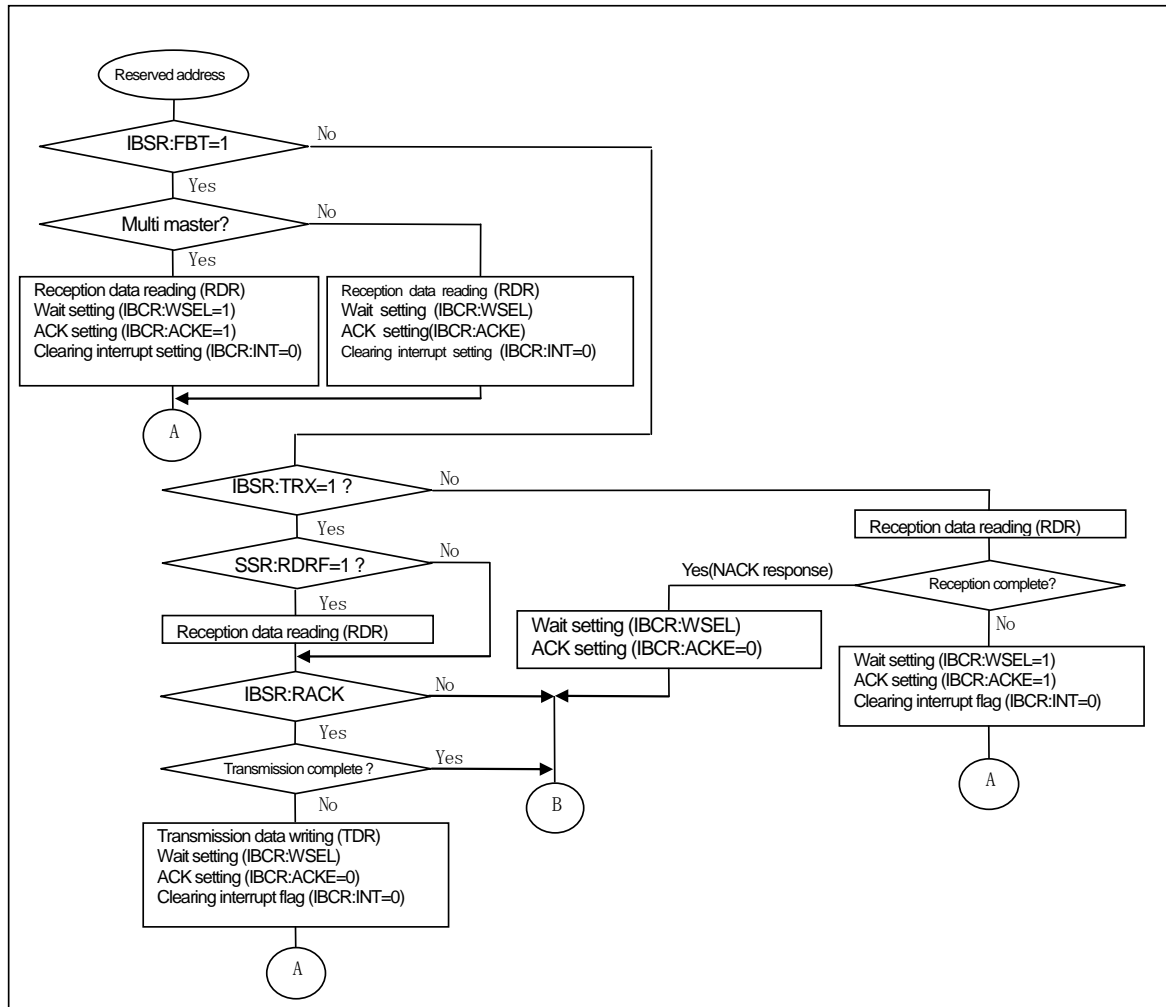 Reserved address
IBSR:FBT=1
No
Yes
Multi master?
No
Yes
Reception data reading (RDR)
Wait setting (IBCR:WSEL=1)
ACK setting (IBCR:ACKE=1)
Clearing interrupt setting (IBCR:INT=0)
Reception data reading (RDR)
Wait setting (IBCR:WSEL)
ACK setting(IBCR:ACKE)
Clearing interrupt setting (IBCR:INT=0)
A
IBSR:TRX=1 ?
No
Yes
Reception data reading (RDR)
SSR:RDRF=1 ?
No
Yes
Yes(NACK response)
Reception complete?
No
Reception data reading (RDR)
Wait setting (IBCR:WSEL)
ACK setting (IBCR:ACKE=0)
Wait setting (IBCR:WSEL=1)
ACK setting (IBCR:ACKE=1)
Clearing interrupt flag (IBCR:INT=0)
IBSR:RACK
No
Yes
Transmission complete ?
Yes
No
B
A
Transmission data writing (TDR)
Wait setting (IBCR:WSEL)
ACK setting (IBCR:ACKE=0)
Clearing interrupt flag (IBCR:INT=0)
A